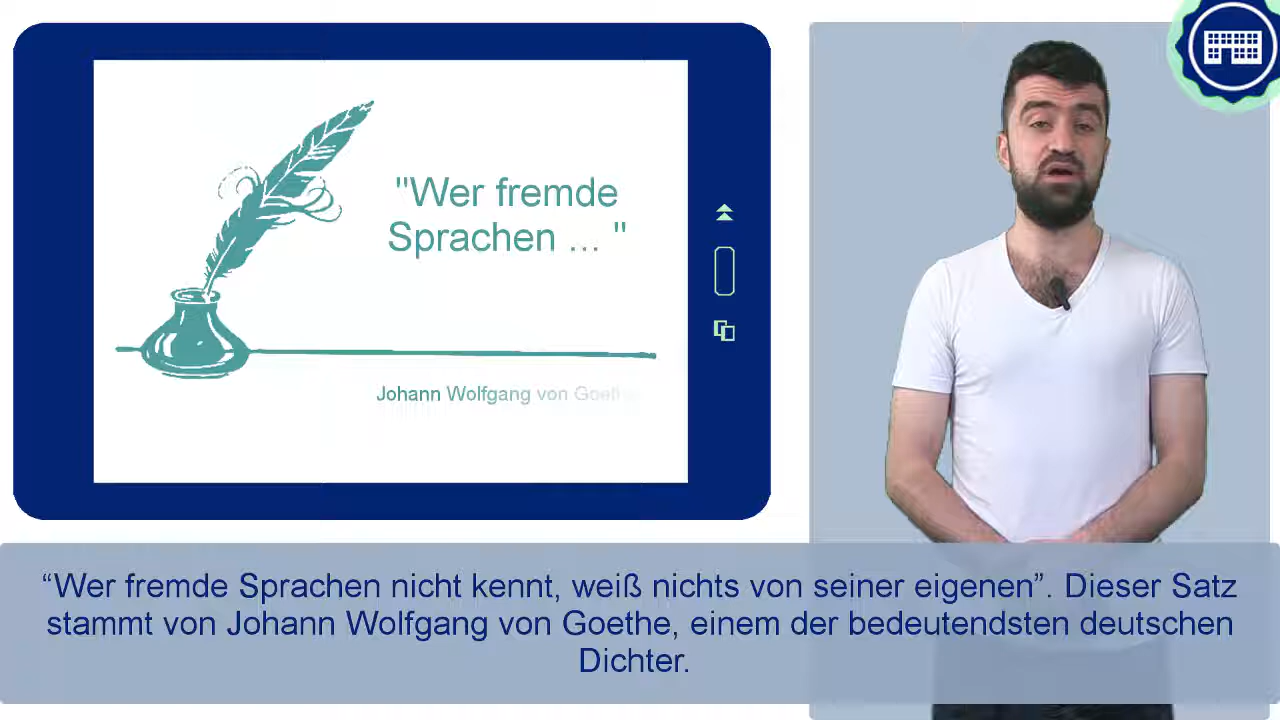 "Wer fremde
Sprachen ... "
Johann Wolfgang von Goethe
“Wer fremde Sprachen nicht kennt, weiß nichts von seiner eigenen”. Dieser Satz
stammt von Johann Wolfgang von Goethe, einem der bedeutendsten deutschen
Dichter.